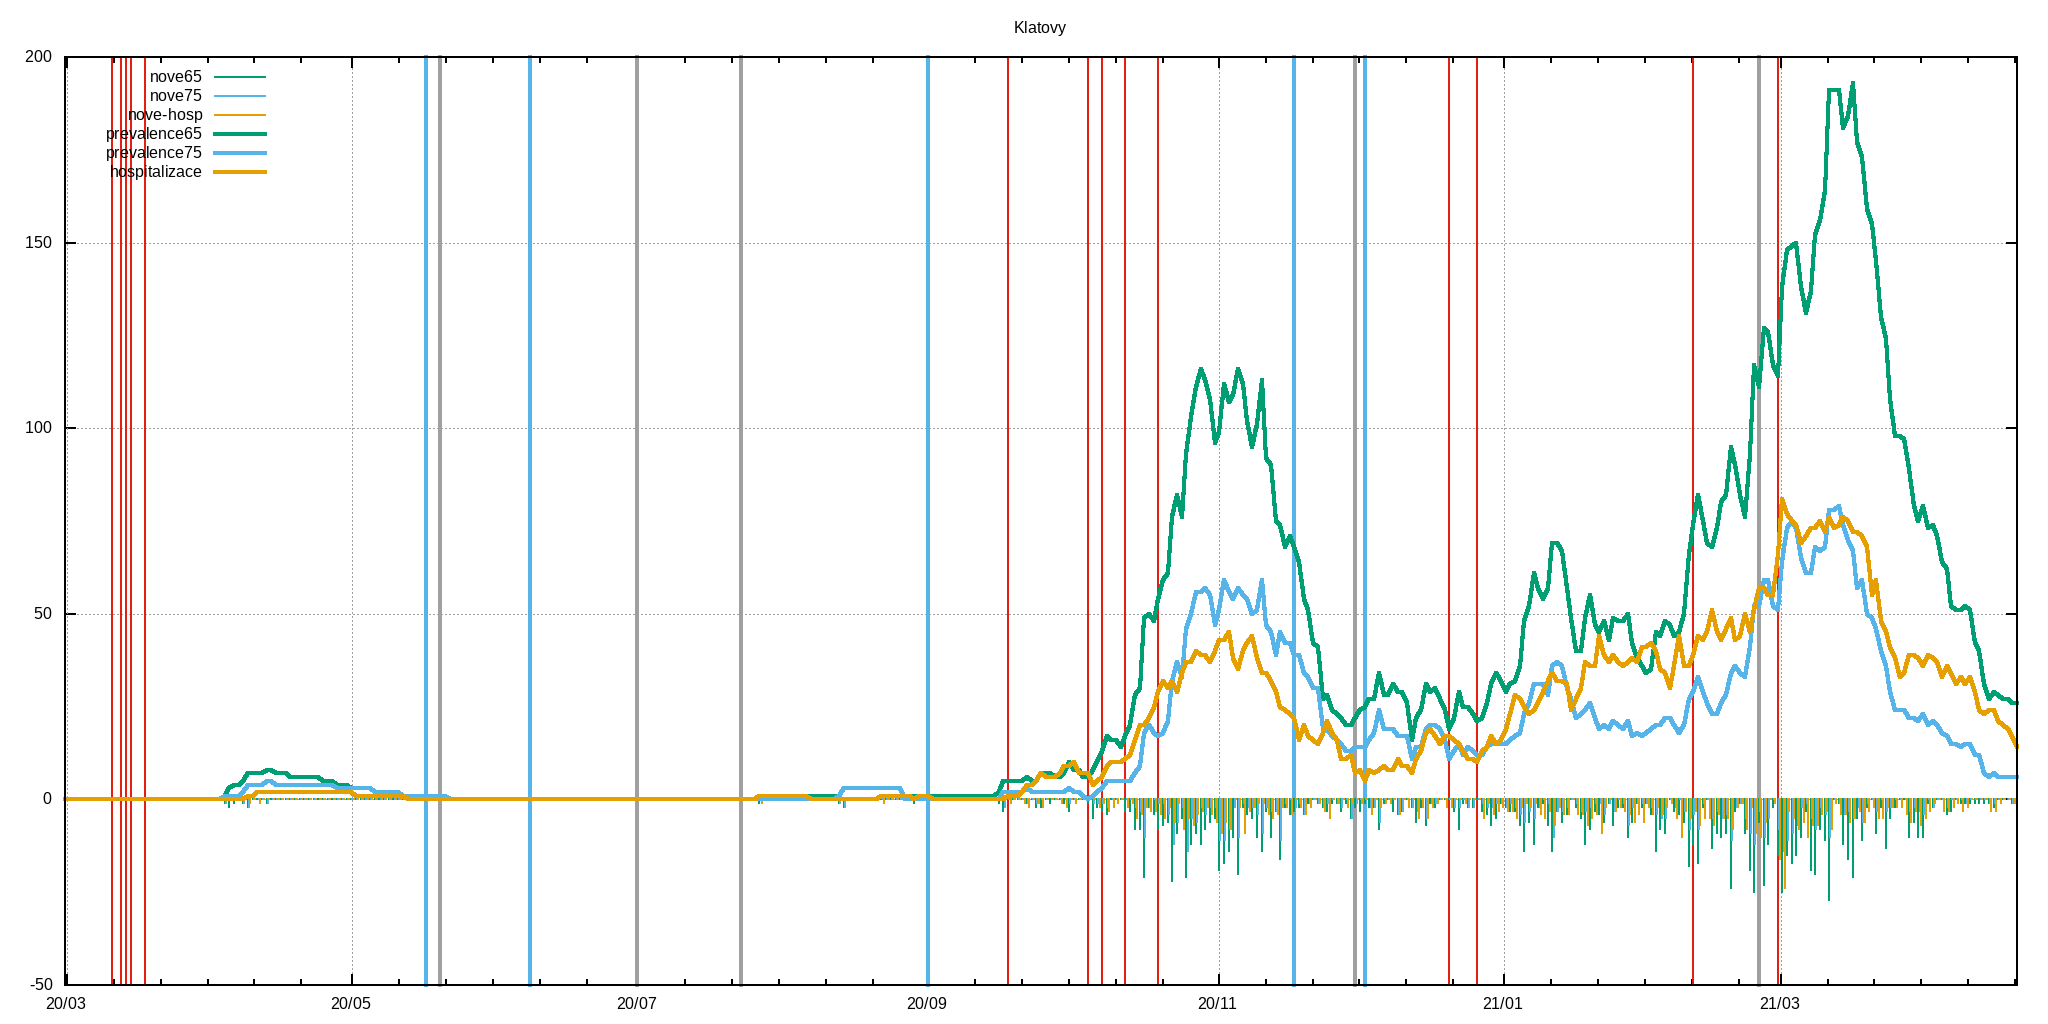 Klatovy
200
150
100
50
0
-50
nove65
nove75
nove-hosp
prevalence65
prevalence75
hospitalizace
20/03 20/05 20/07 20/09 20/11 21/01 21/03